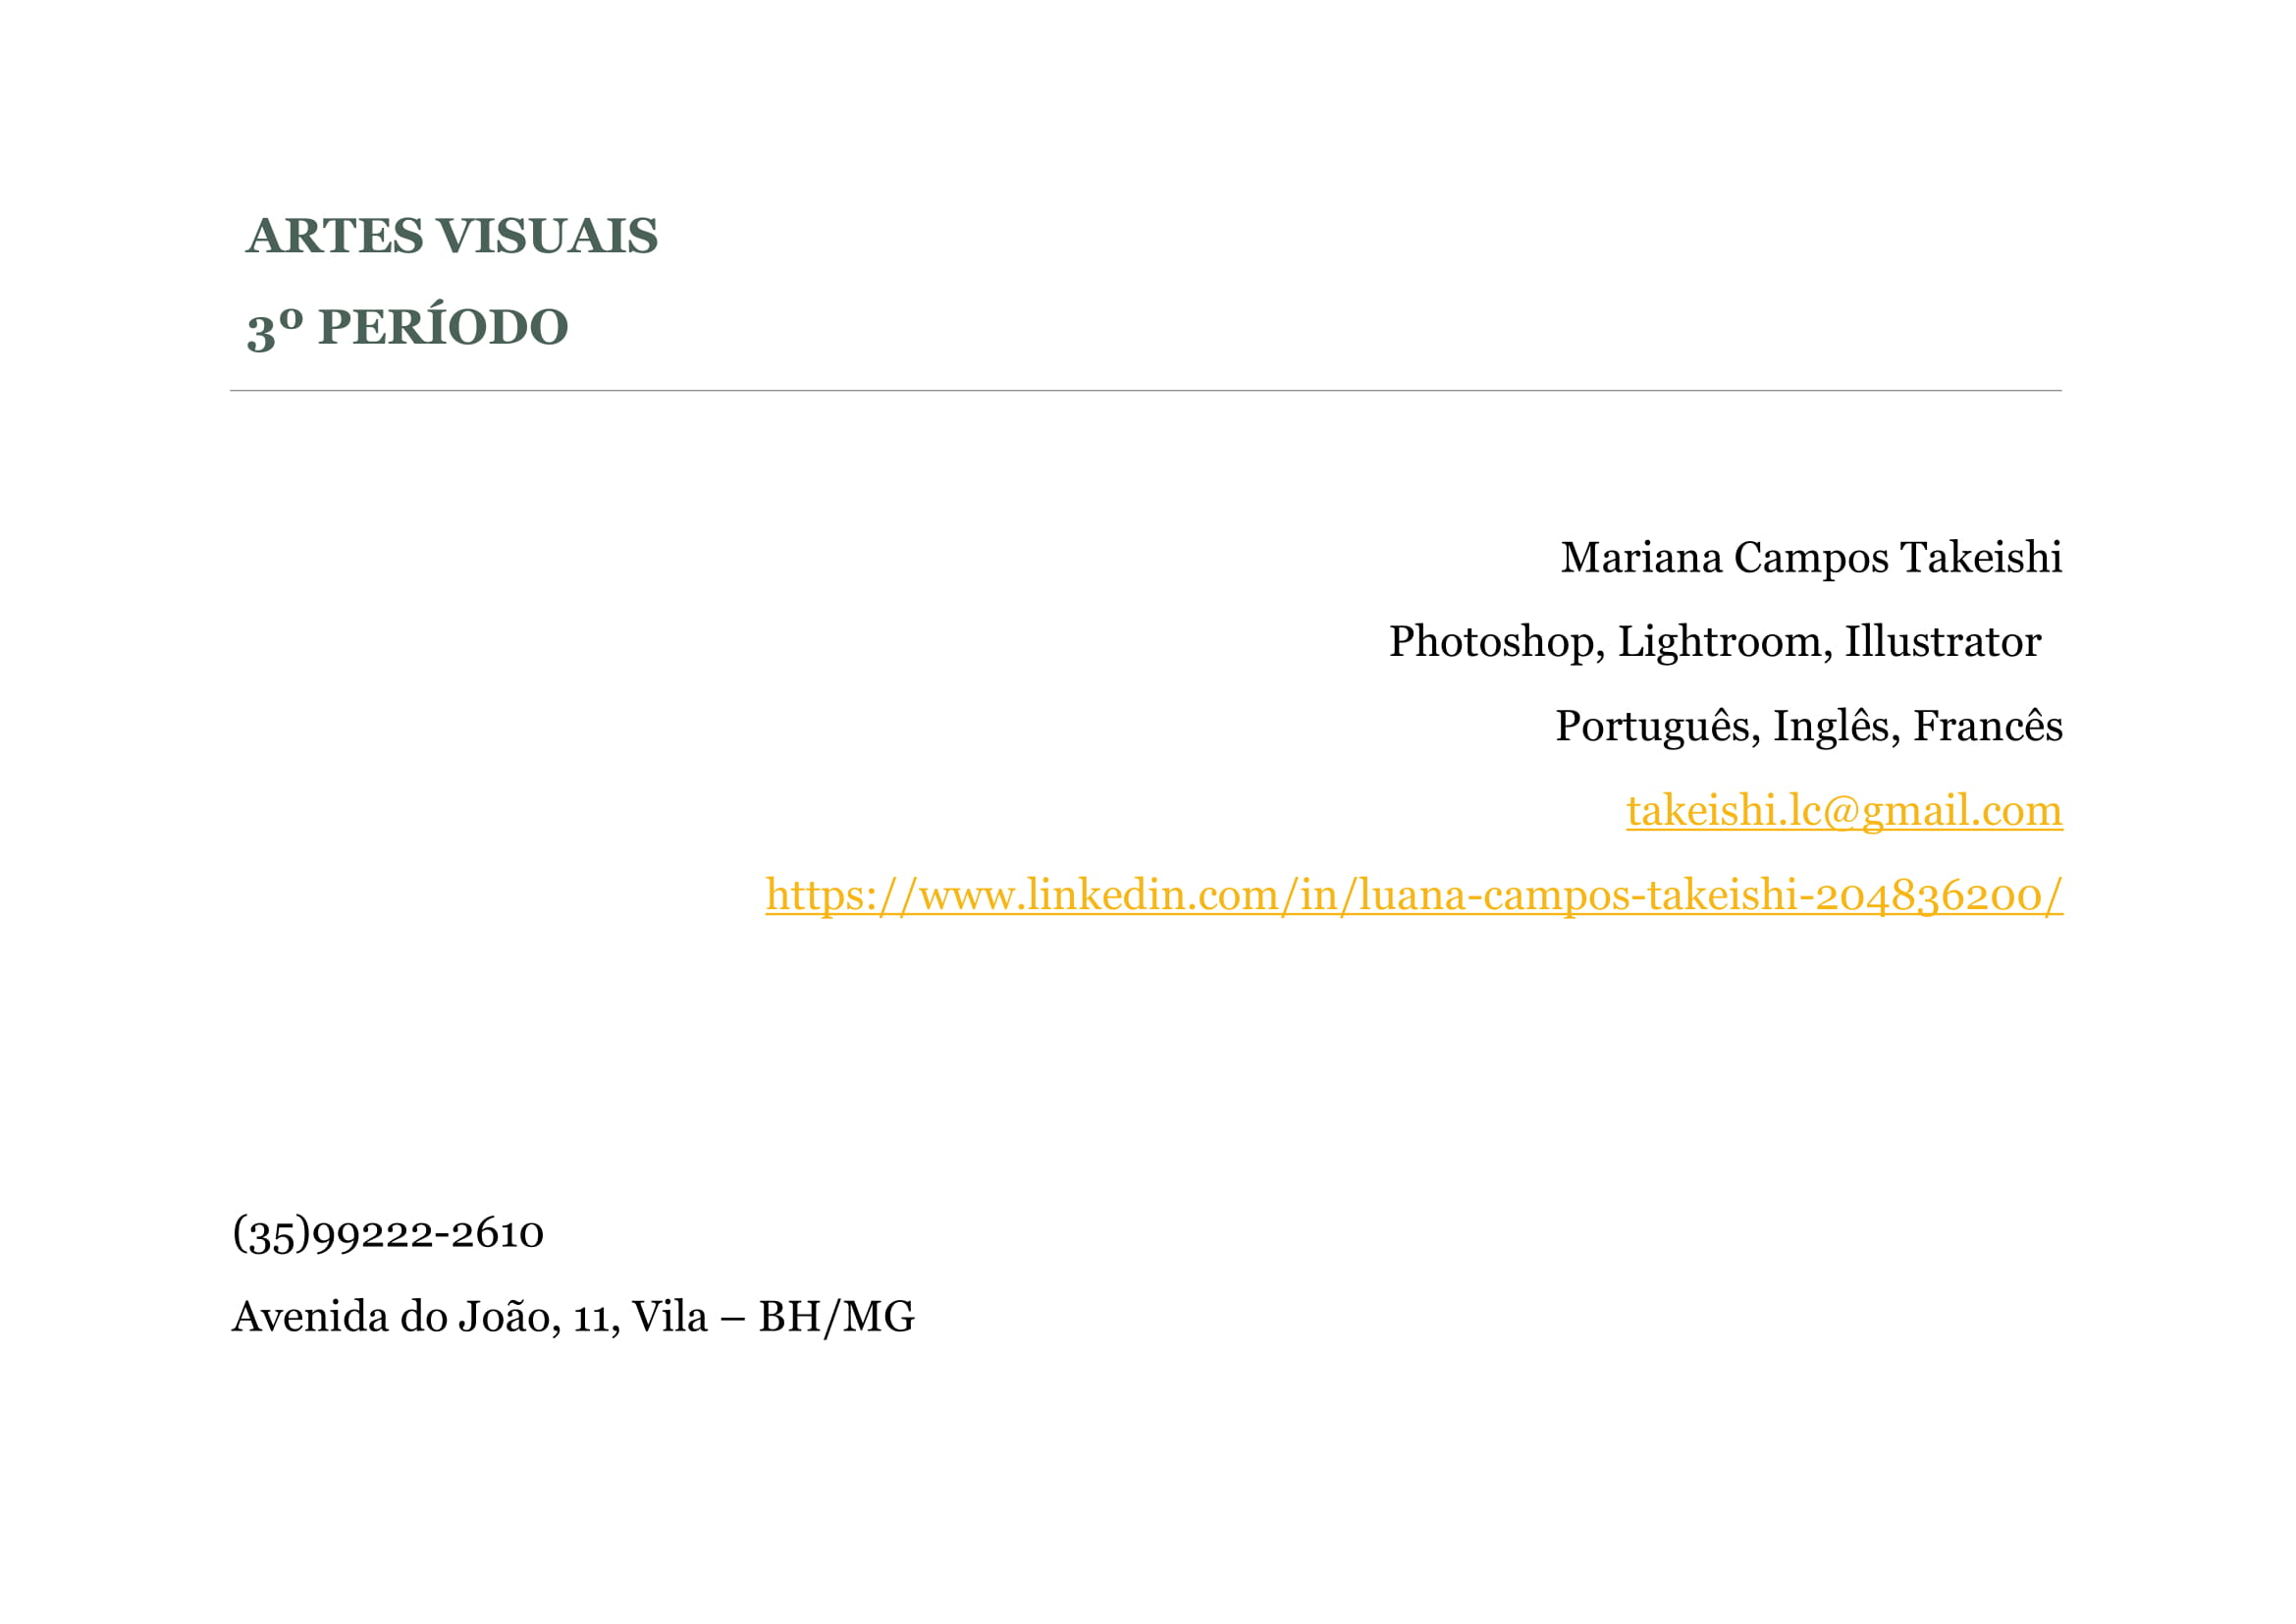 ARTES VISUAIS
3º PERÍODO
Mariana Campos Takeishi
Photoshop, Lightroom, Illustrator
Português, Inglês, Francês
takeishi.lc@gmail.com
https://www.linkedin.com/in/luana-campos-takeishi-204836200/
(35)99222-2610
Avenida do João, 11, Vila – BH/MG